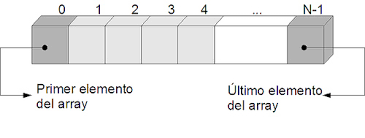 0 1 2 3 4 ... N-1
Primer elemento
del array
Último elemento
del array